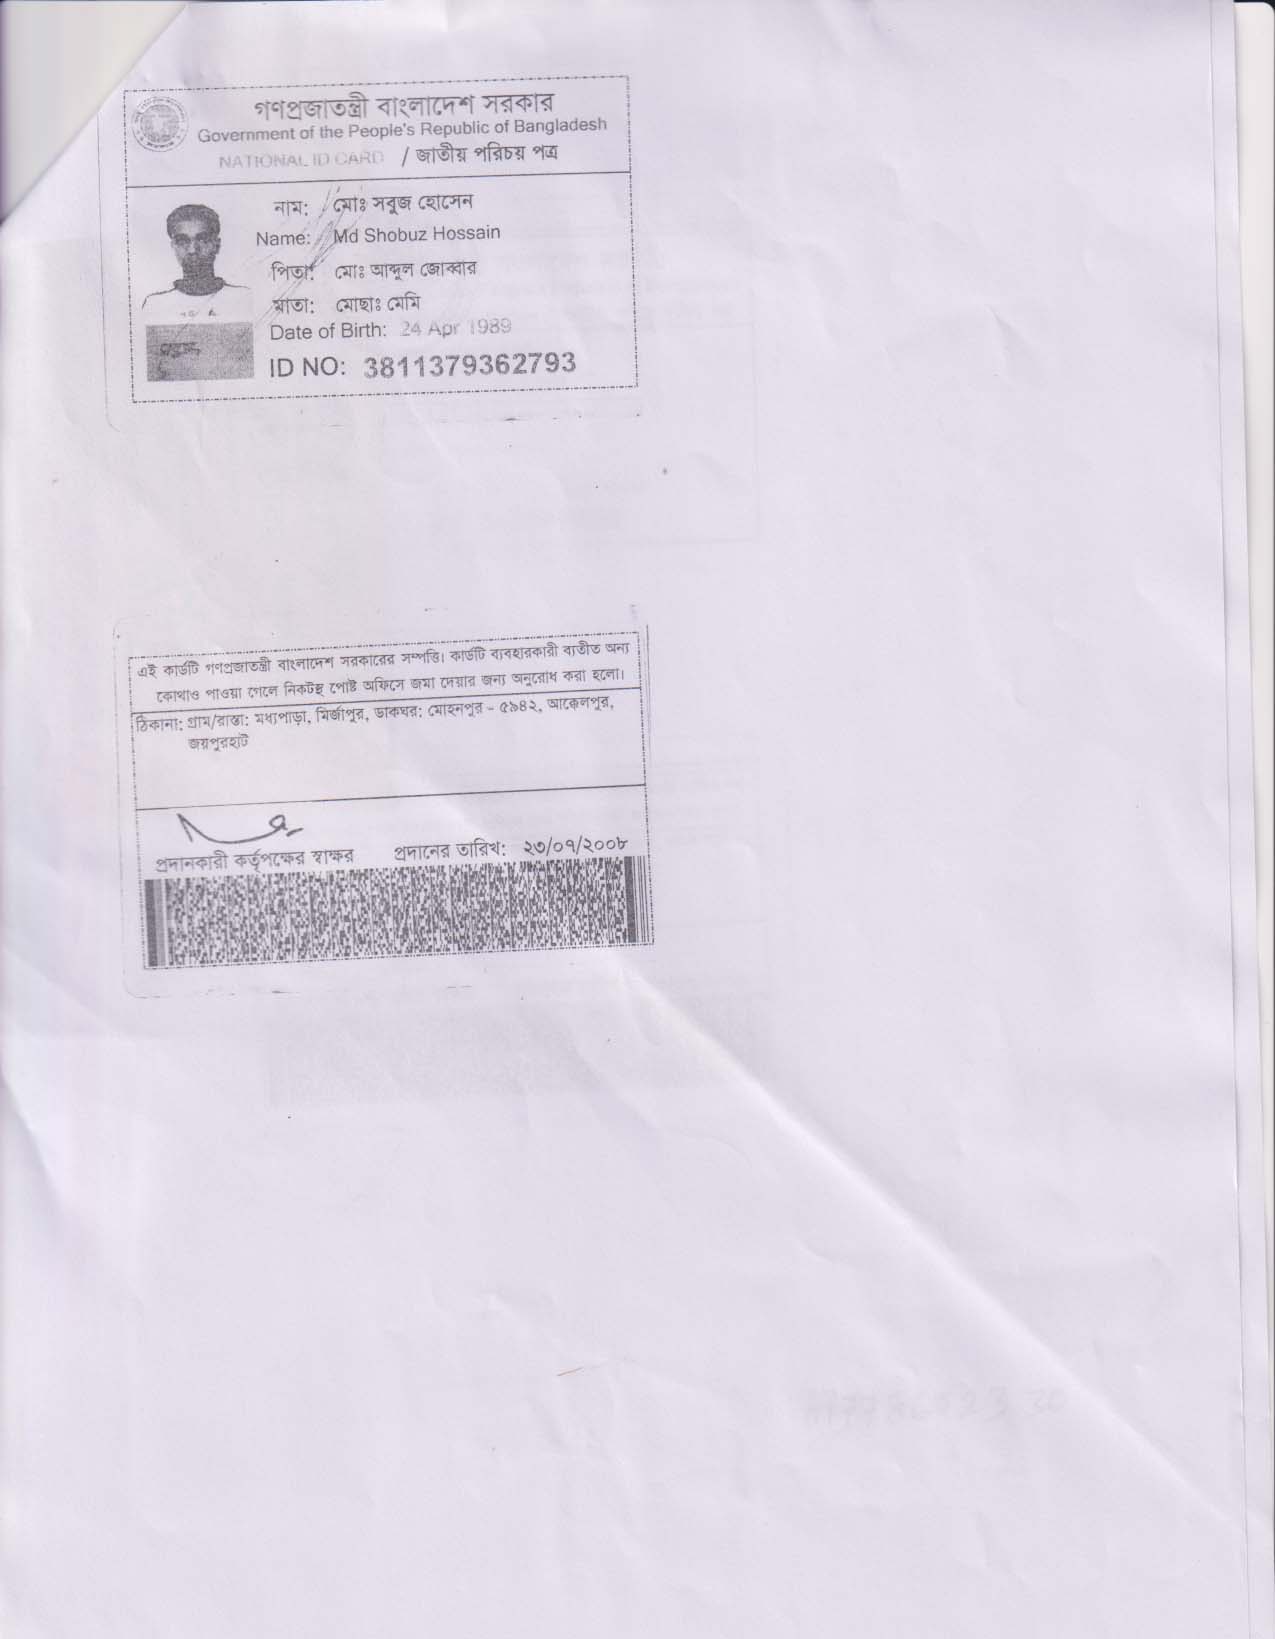 গণপ্রজাতন্ত্রী বাংলাদেশ সরকার
Government of the People's Republic of Bangladesh
NATIONAL ID CARD / জাতীয় পরিচয় পত্র
নাম: মোঃ সবুজ হোসেন
Name: Md Shobuz Hossain
পিতা: মোঃ আব্দুল জোব্বার
মাতা: মোছাঃ মেমি
Date of Birth: 24 Apr 1989
ID NO: 3811379362793
এই কার্ডটি গণপ্রজাতন্ত্রী বাংলাদেশ সরকারের সম্পত্তি। কার্ডটি ব্যবহারকারী ব্যতীত অন্য
কোথাও পাওয়া গেলে নিকটস্থ পোষ্ট অফিসে জমা দেয়ার জন্য অনুরোধ করা হলো।
ঠিকানা: গ্রাম/রাস্তা: মধ্যপাড়া, মির্জাপুর, ডাকঘর: মোহনপুর - ৫৯৪২, আক্কেলপুর,
জয়পুরহাট
প্রদানকারী কর্তৃপক্ষের স্বাক্ষর প্রদানের তারিখ: ২৩/০৭/২০০৮